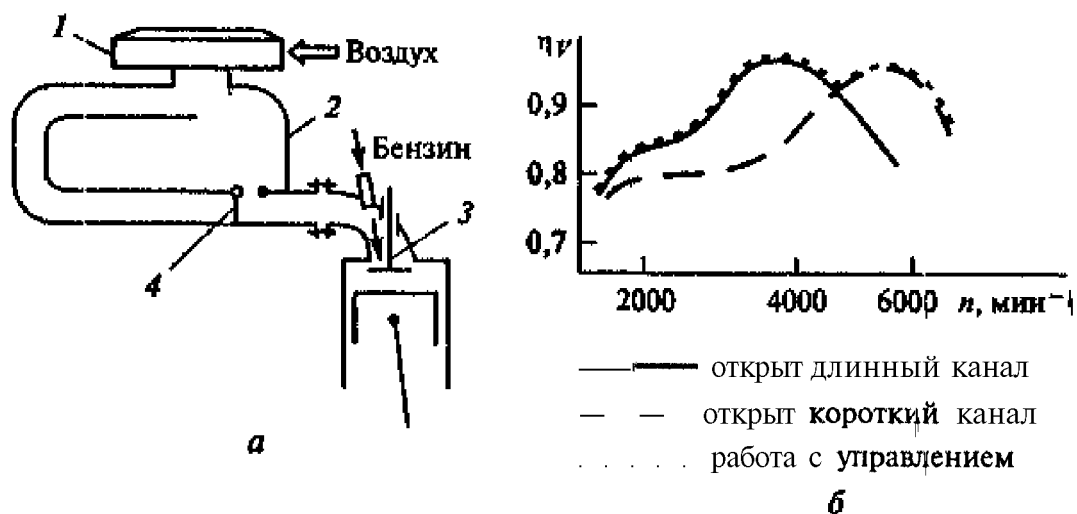 1
Воздух
2
Бензин
3
4
а
ηV
0,9
0,8
0,7
2000 4000 6000 n, мин⁻¹
открыт длинный канал
открыт короткий канал
работа с управлением
б